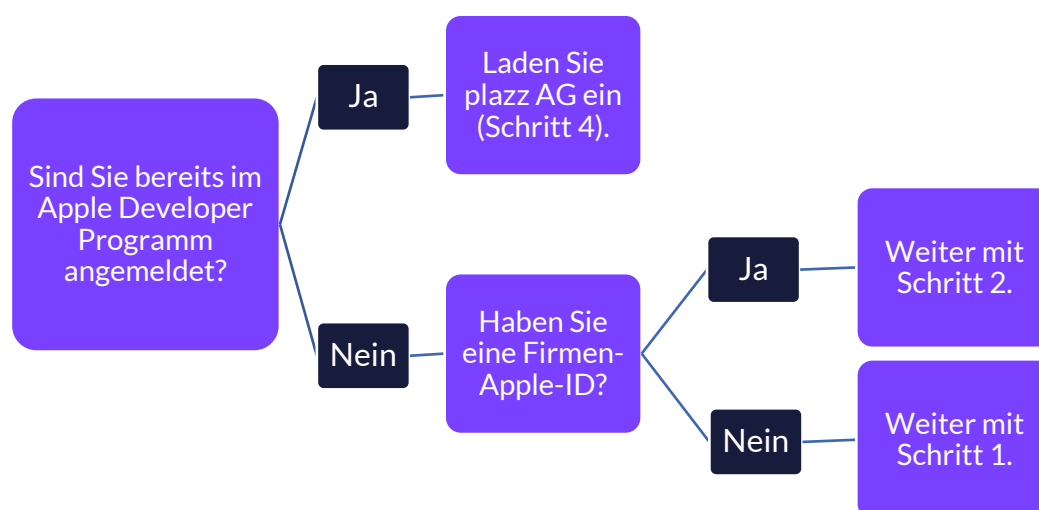 Sind Sie bereits im
Apple Developer
Programm
angemeldet?
Ja
Laden Sie
plazz AG ein
(Schritt 4).
Nein
Haben Sie
eine Firmen-
Apple-ID?
Ja
Weiter mit
Schritt 2.
Nein
Weiter mit
Schritt 1.